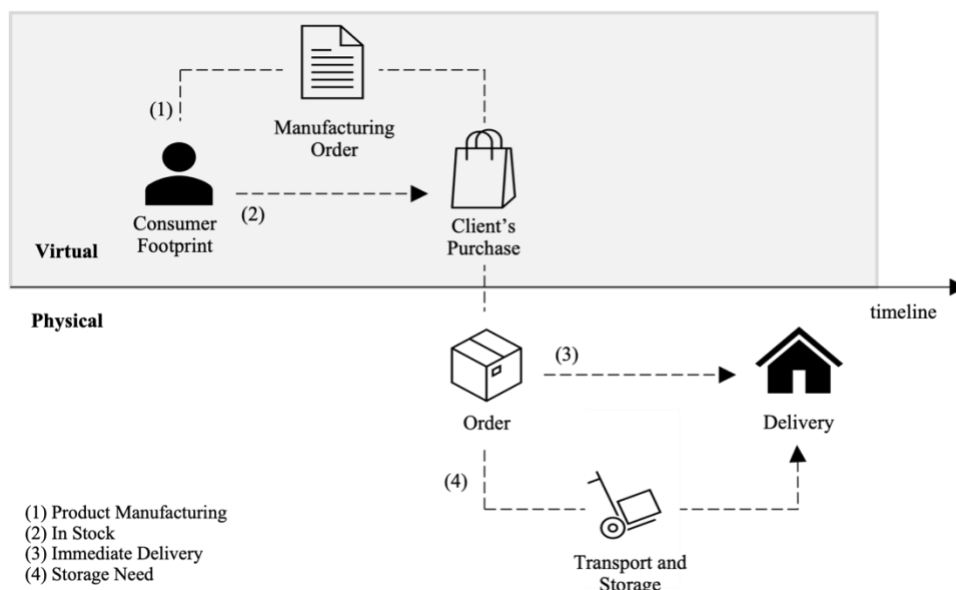 (1)
Manufacturing
Order
Consumer
Footprint
(2)
Client's
Purchase
Virtual
timeline
Physical
(3)
Order
Delivery
(4)
Transport and
Storage
(1) Product Manufacturing
(2) In Stock
(3) Immediate Delivery
(4) Storage Need